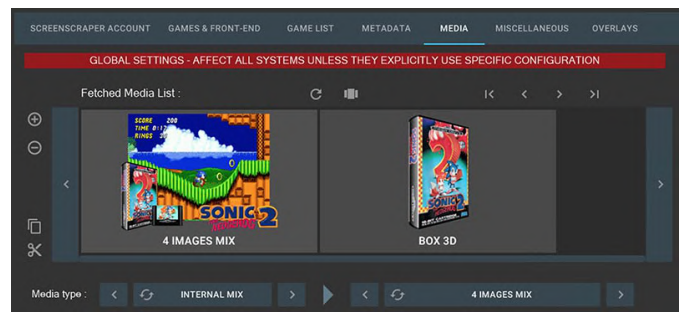 SCREENSCRAPER ACCOUNT GAMES & FRONT-END GAME LIST METADATA MEDIA MISCELLANEOUS OVERLAYS
GLOBAL SETTINGS - AFFECT ALL SYSTEMS UNLESS THEY EXPLICITLY USE SPECIFIC CONFIGURATION
Fetched Media List :
SCORE 200
TIME 0:17
RINGS
SONIC 2
SONIC 2
4 IMAGES MIX
BOX 3D
Media type : INTERNAL MIX 4 IMAGES MIX